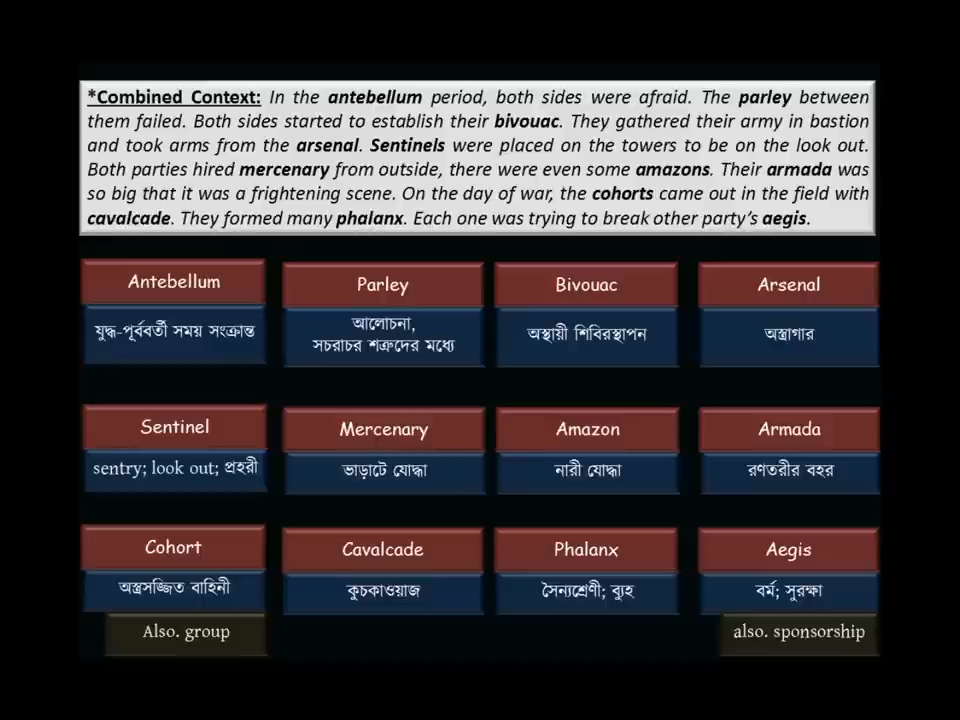 *Combined Context: In the antebellum period, both sides were afraid. The parley between
them failed. Both sides started to establish their bivouac. They gathered their army in bastion
and took arms from the arsenal. Sentinels were placed on the towers to be on the look out.
Both parties hired mercenary from outside, there were even some amazons. Their armada was
so big that it was a frightening scene. On the day of war, the cohorts came out in the field with
cavalcade. They formed many phalanx. Each one was trying to break other party's aegis.
Antebellum
যুদ্ধ-পূর্ববর্তী সময় সংক্রান্ত
Parley
আলোচনা,
সচরাচর শত্রুদের মধ্যে
Bivouac
অস্থায়ী শিবিরস্থাপন
Arsenal
অস্ত্রাগার
Sentinel
sentry; look out; প্রহরী
Mercenary
ভাড়াটে যোদ্ধা
Amazon
নারী যোদ্ধা
Armada
রণতরীর বহর
Cohort
অস্ত্রসজ্জিত বাহিনী
Also. group
Cavalcade
কুচকাওয়াজ
Phalanx
সৈন্যশ্রেণী; ব্যুহ
Aegis
বর্ম; সুরক্ষা
also. sponsorship